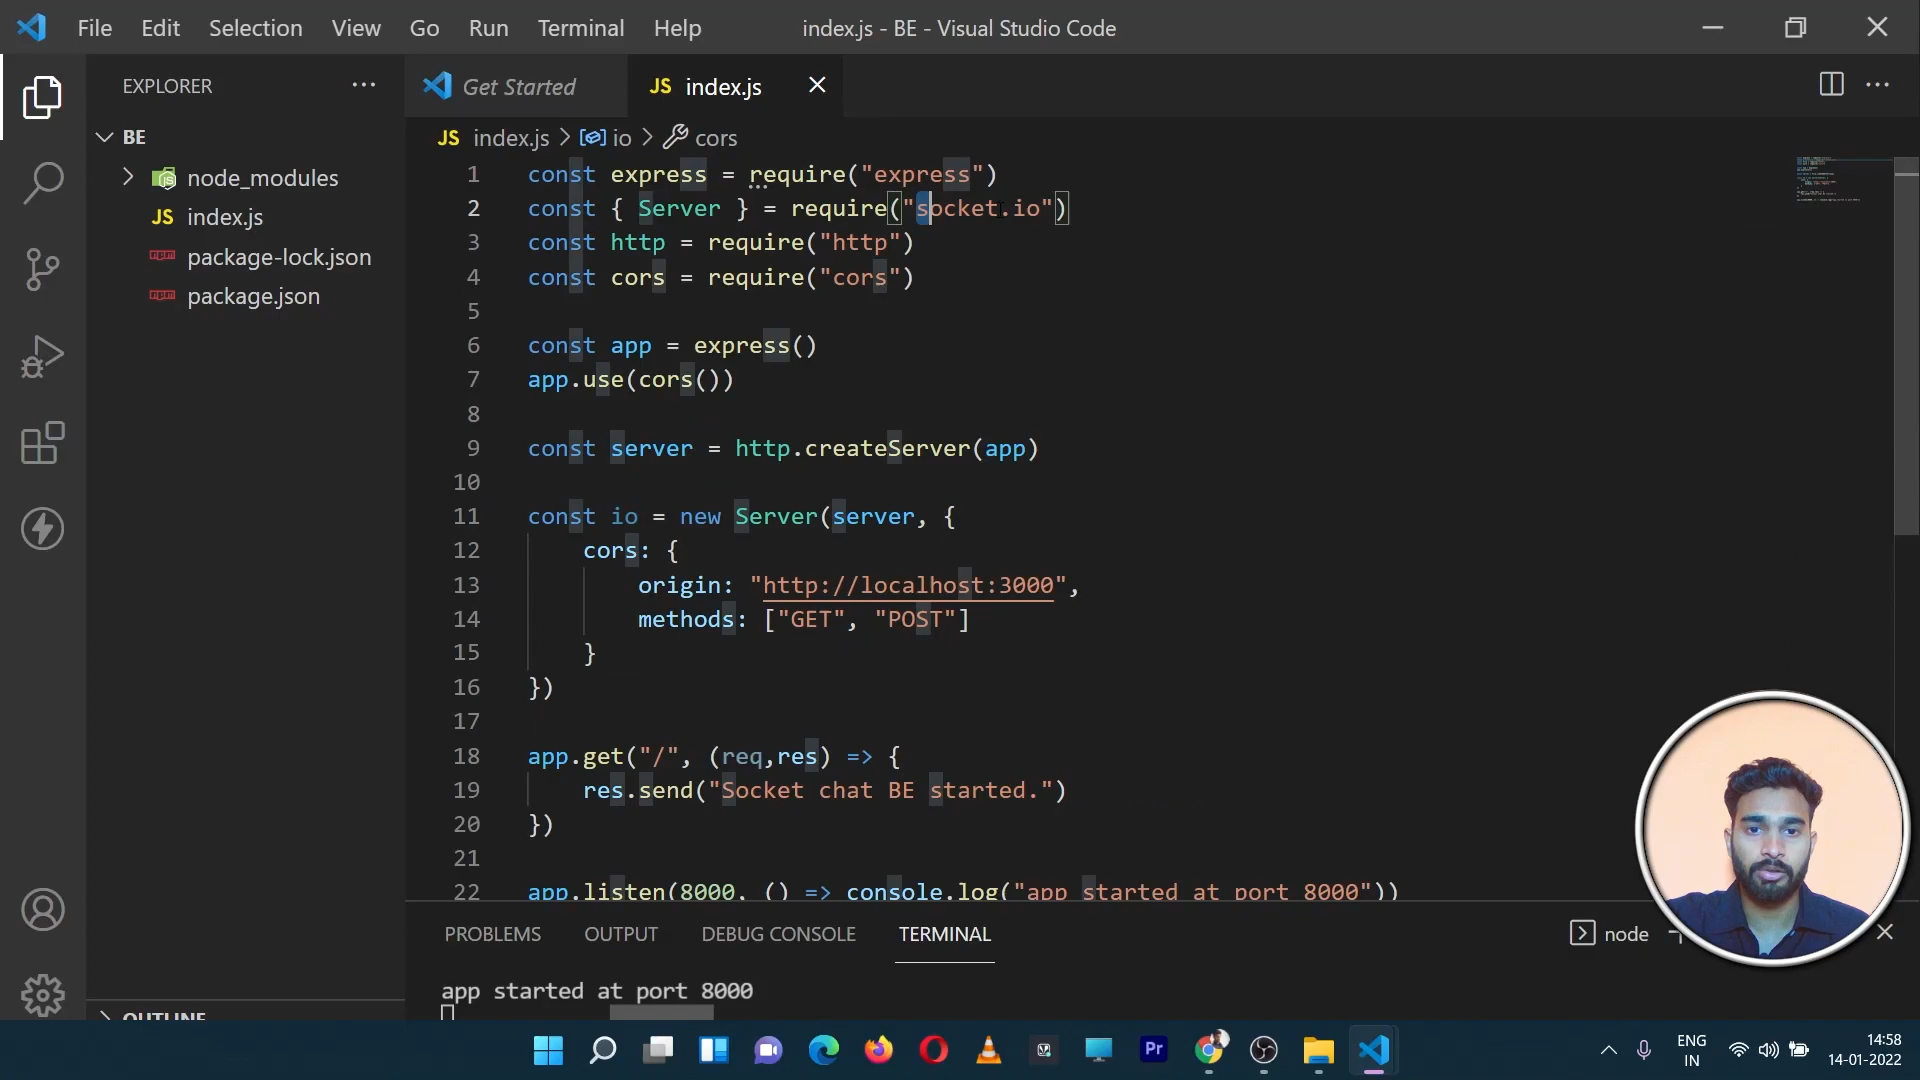 File Edit Selection View Go Run Terminal Help index.js - BE - Visual Studio Code
EXPLORER
BE
node_modules
JS index.js
package-lock.json
package.json
OUTLINE
Get Started
JS index.js
JS index.js > io > cors
1 const express = require("express")
2 const { Server } = require("socket.io")
3 const http = require("http")
4 const cors = require("cors")
5
6 const app = express()
7 app.use(cors())
8
9 const server = http.createServer(app)
10
11 const io = new Server(server, {
12 cors: {
13 origin: "http://localhost:3000",
14 methods: ["GET", "POST"]
15 }
16 })
17
18 app.get("/", (req,res) => {
19 res.send("Socket chat BE started.")
20 })
21
22 app.listen(8000, () => console.log("app started at port 8000"))
PROBLEMS OUTPUT DEBUG CONSOLE TERMINAL node
app started at port 8000
Pr
ENG
IN
14:58
14-01-2022